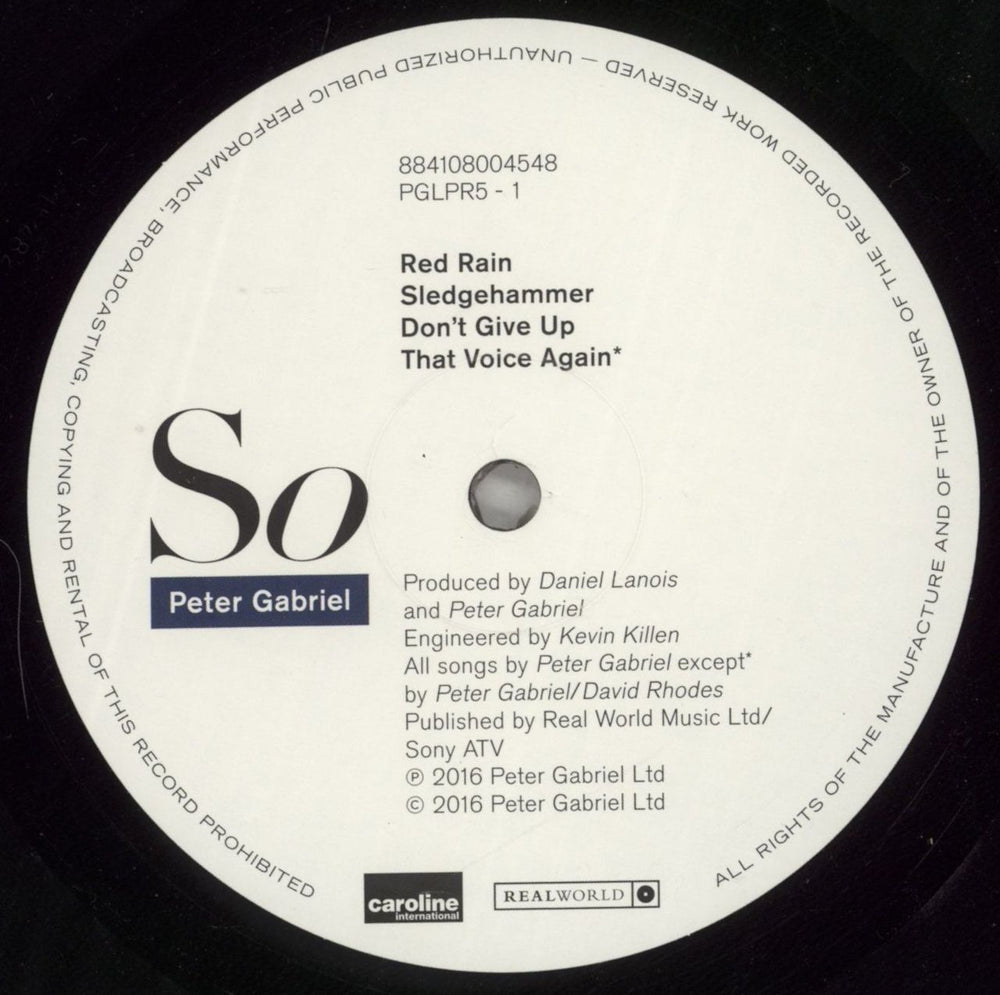 ALL RIGHTS OF THE MANUFACTURE AND OF THE OWNER OF THE RECORDED WORK RESERVED — UNAUTHORIZED PUBLIC PERFORMANCE, BROADCASTING, COPYING AND RENTAL OF THIS RECORD PROHIBITED
884108004548
PGLPR5 - 1
Red Rain
Sledgehammer
Don't Give Up
That Voice Again*
So
Peter Gabriel
Produced by Daniel Lanois
and Peter Gabriel
Engineered by Kevin Killen
All songs by Peter Gabriel except*
by Peter Gabriel/David Rhodes
Published by Real World Music Ltd/
Sony ATV
℗ 2016 Peter Gabriel Ltd
© 2016 Peter Gabriel Ltd
caroline
international
REALWORLD